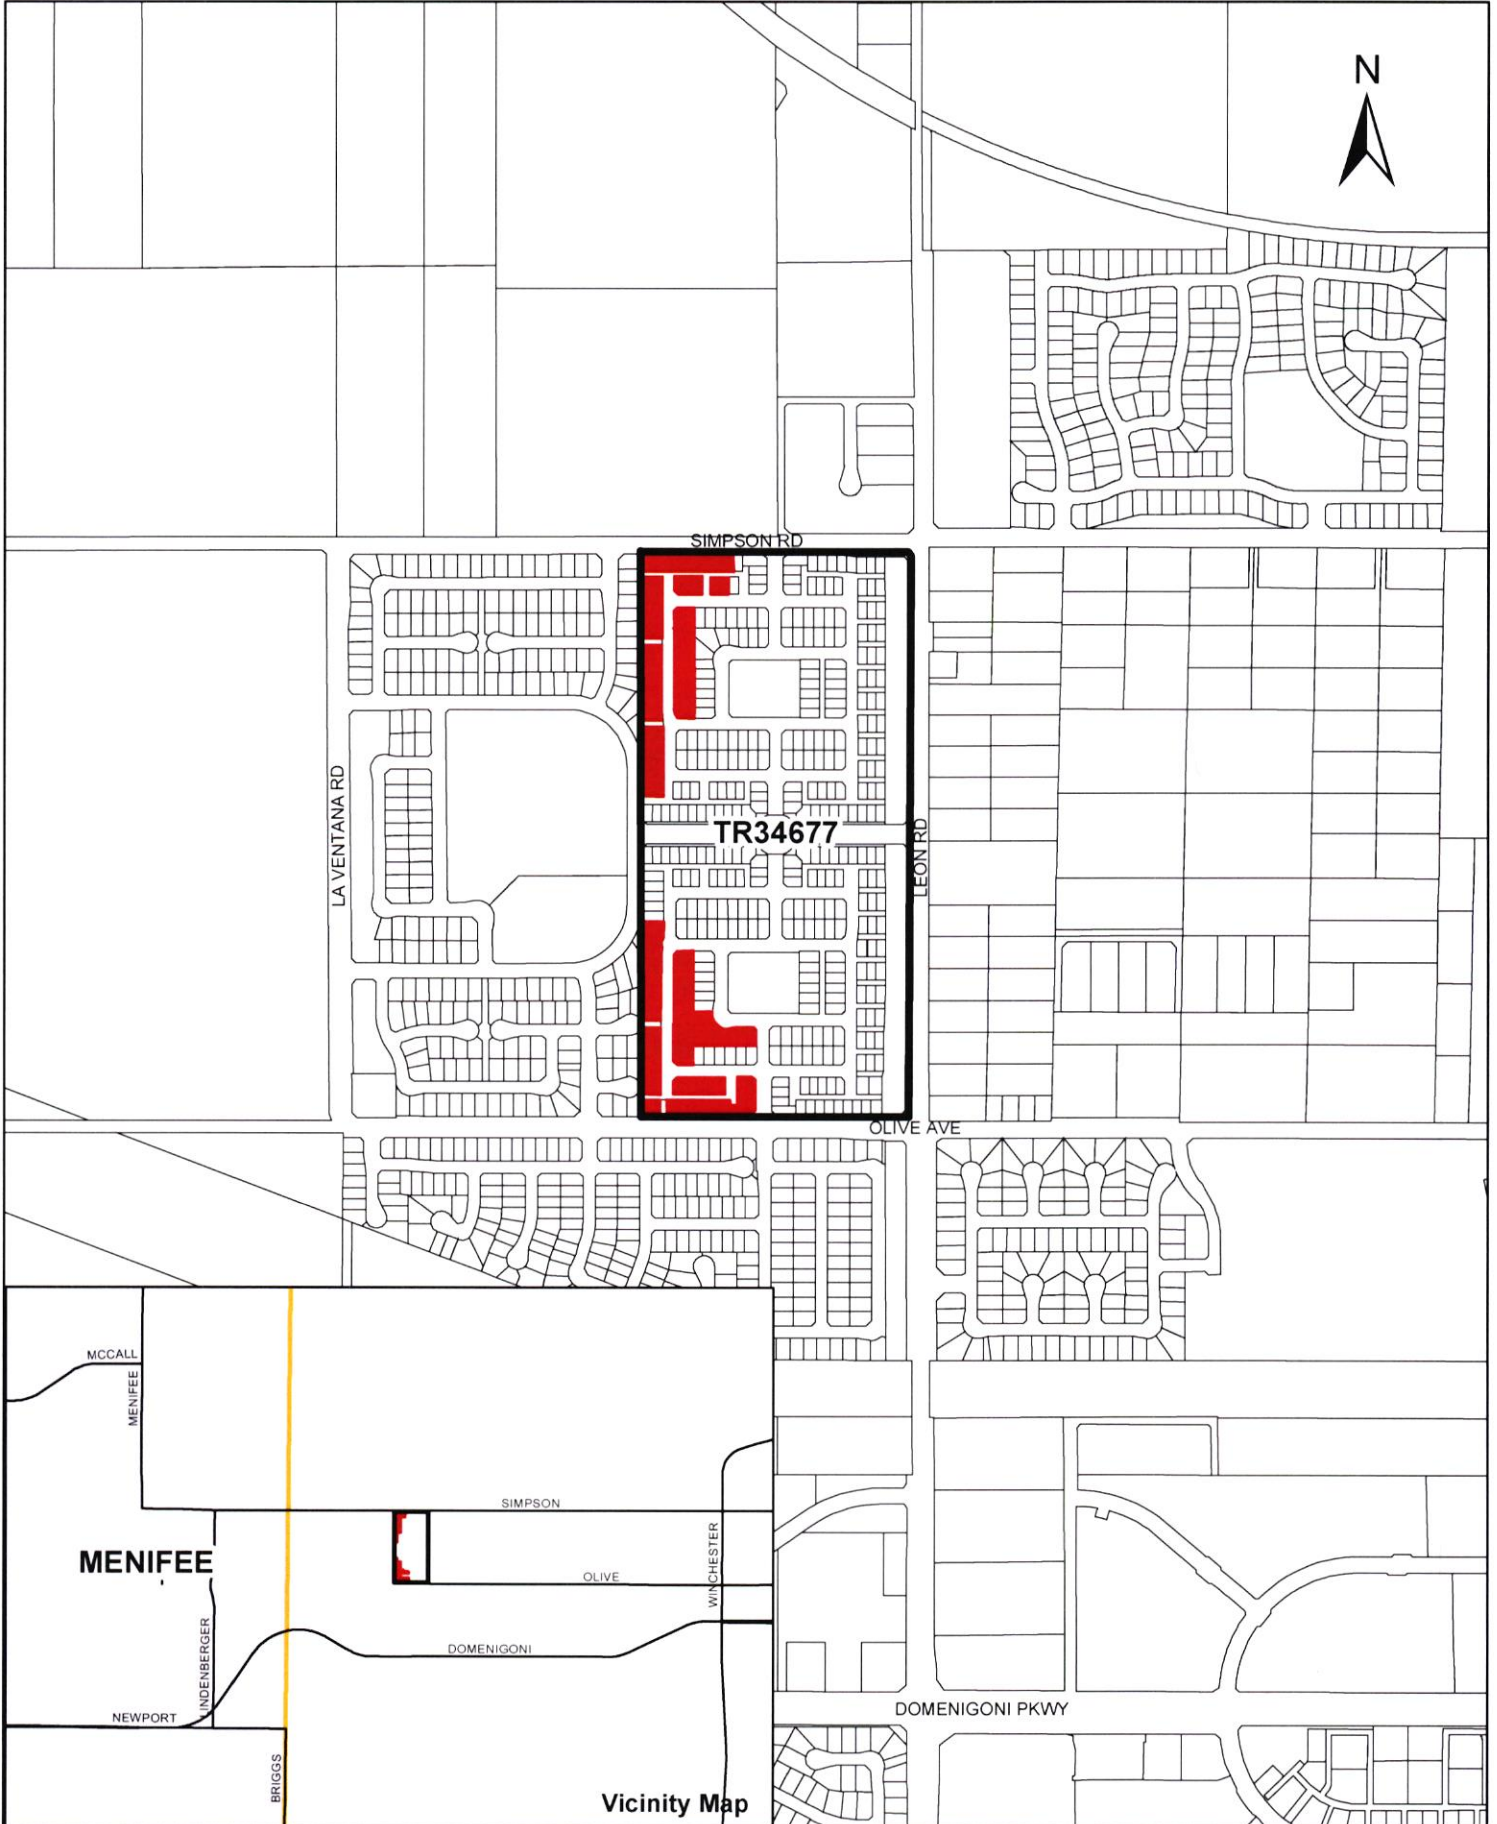 N
SIMPSON RD
LA VENTANA RD
TR34677
LEON RD
OLIVE AVE
MCCALL
MENIFEE
SIMPSON
MENIFEE
WINCHESTER
OLIVE
LINDENBERGER
DOMENIGONI
NEWPORT
DOMENIGONI PKWY
BRIGGS
Vicinity Map